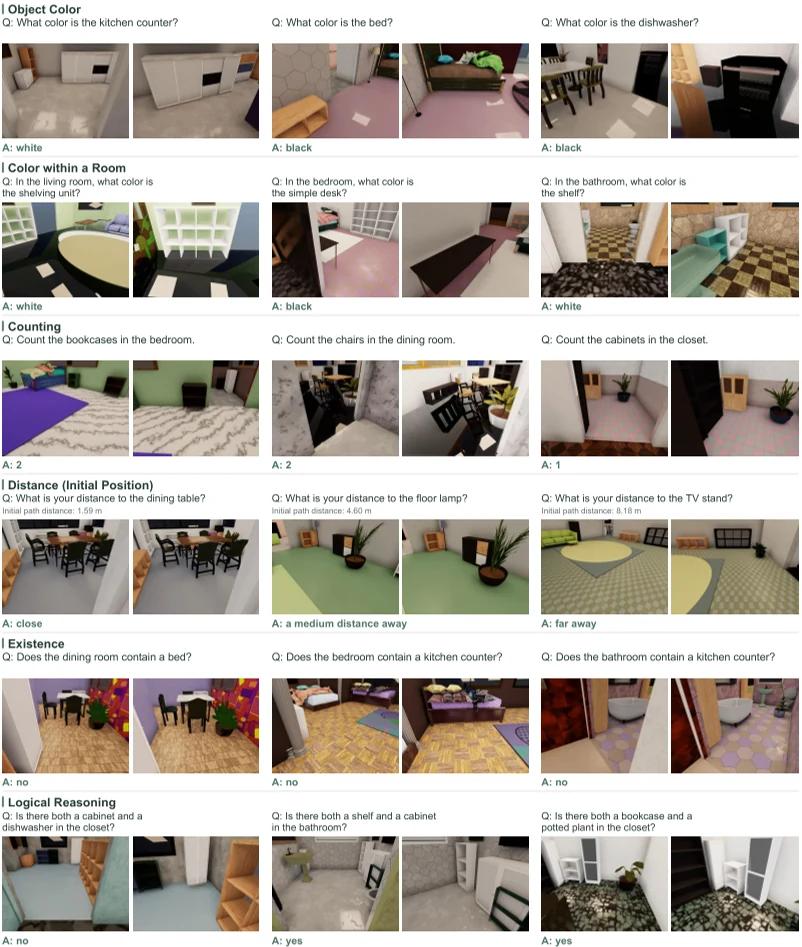 Object Color
Q: What color is the kitchen counter?
Q: What color is the bed?
Q: What color is the dishwasher?
A: white
A: black
A: black
Color within a Room
Q: In the living room, what color is
the shelving unit?
Q: In the bedroom, what color is
the simple desk?
Q: In the bathroom, what color is
the shelf?
A: white
A: black
A: white
Counting
Q: Count the bookcases in the bedroom.
Q: Count the chairs in the dining room.
Q: Count the cabinets in the closet.
A: 2
A: 2
A: 1
Distance (Initial Position)
Q: What is your distance to the dining table?
Initial path distance: 1.59 m
Q: What is your distance to the floor lamp?
Initial path distance: 4.60 m
Q: What is your distance to the TV stand?
Initial path distance: 8.18 m
A: close
A: a medium distance away
A: far away
Existence
Q: Does the dining room contain a bed?
Q: Does the bedroom contain a kitchen counter?
Q: Does the bathroom contain a kitchen counter?
A: no
A: no
A: no
Logical Reasoning
Q: Is there both a cabinet and a
dishwasher in the closet?
Q: Is there both a shelf and a cabinet
in the bathroom?
Q: Is there both a bookcase and a
potted plant in the closet?
A: no
A: yes
A: yes